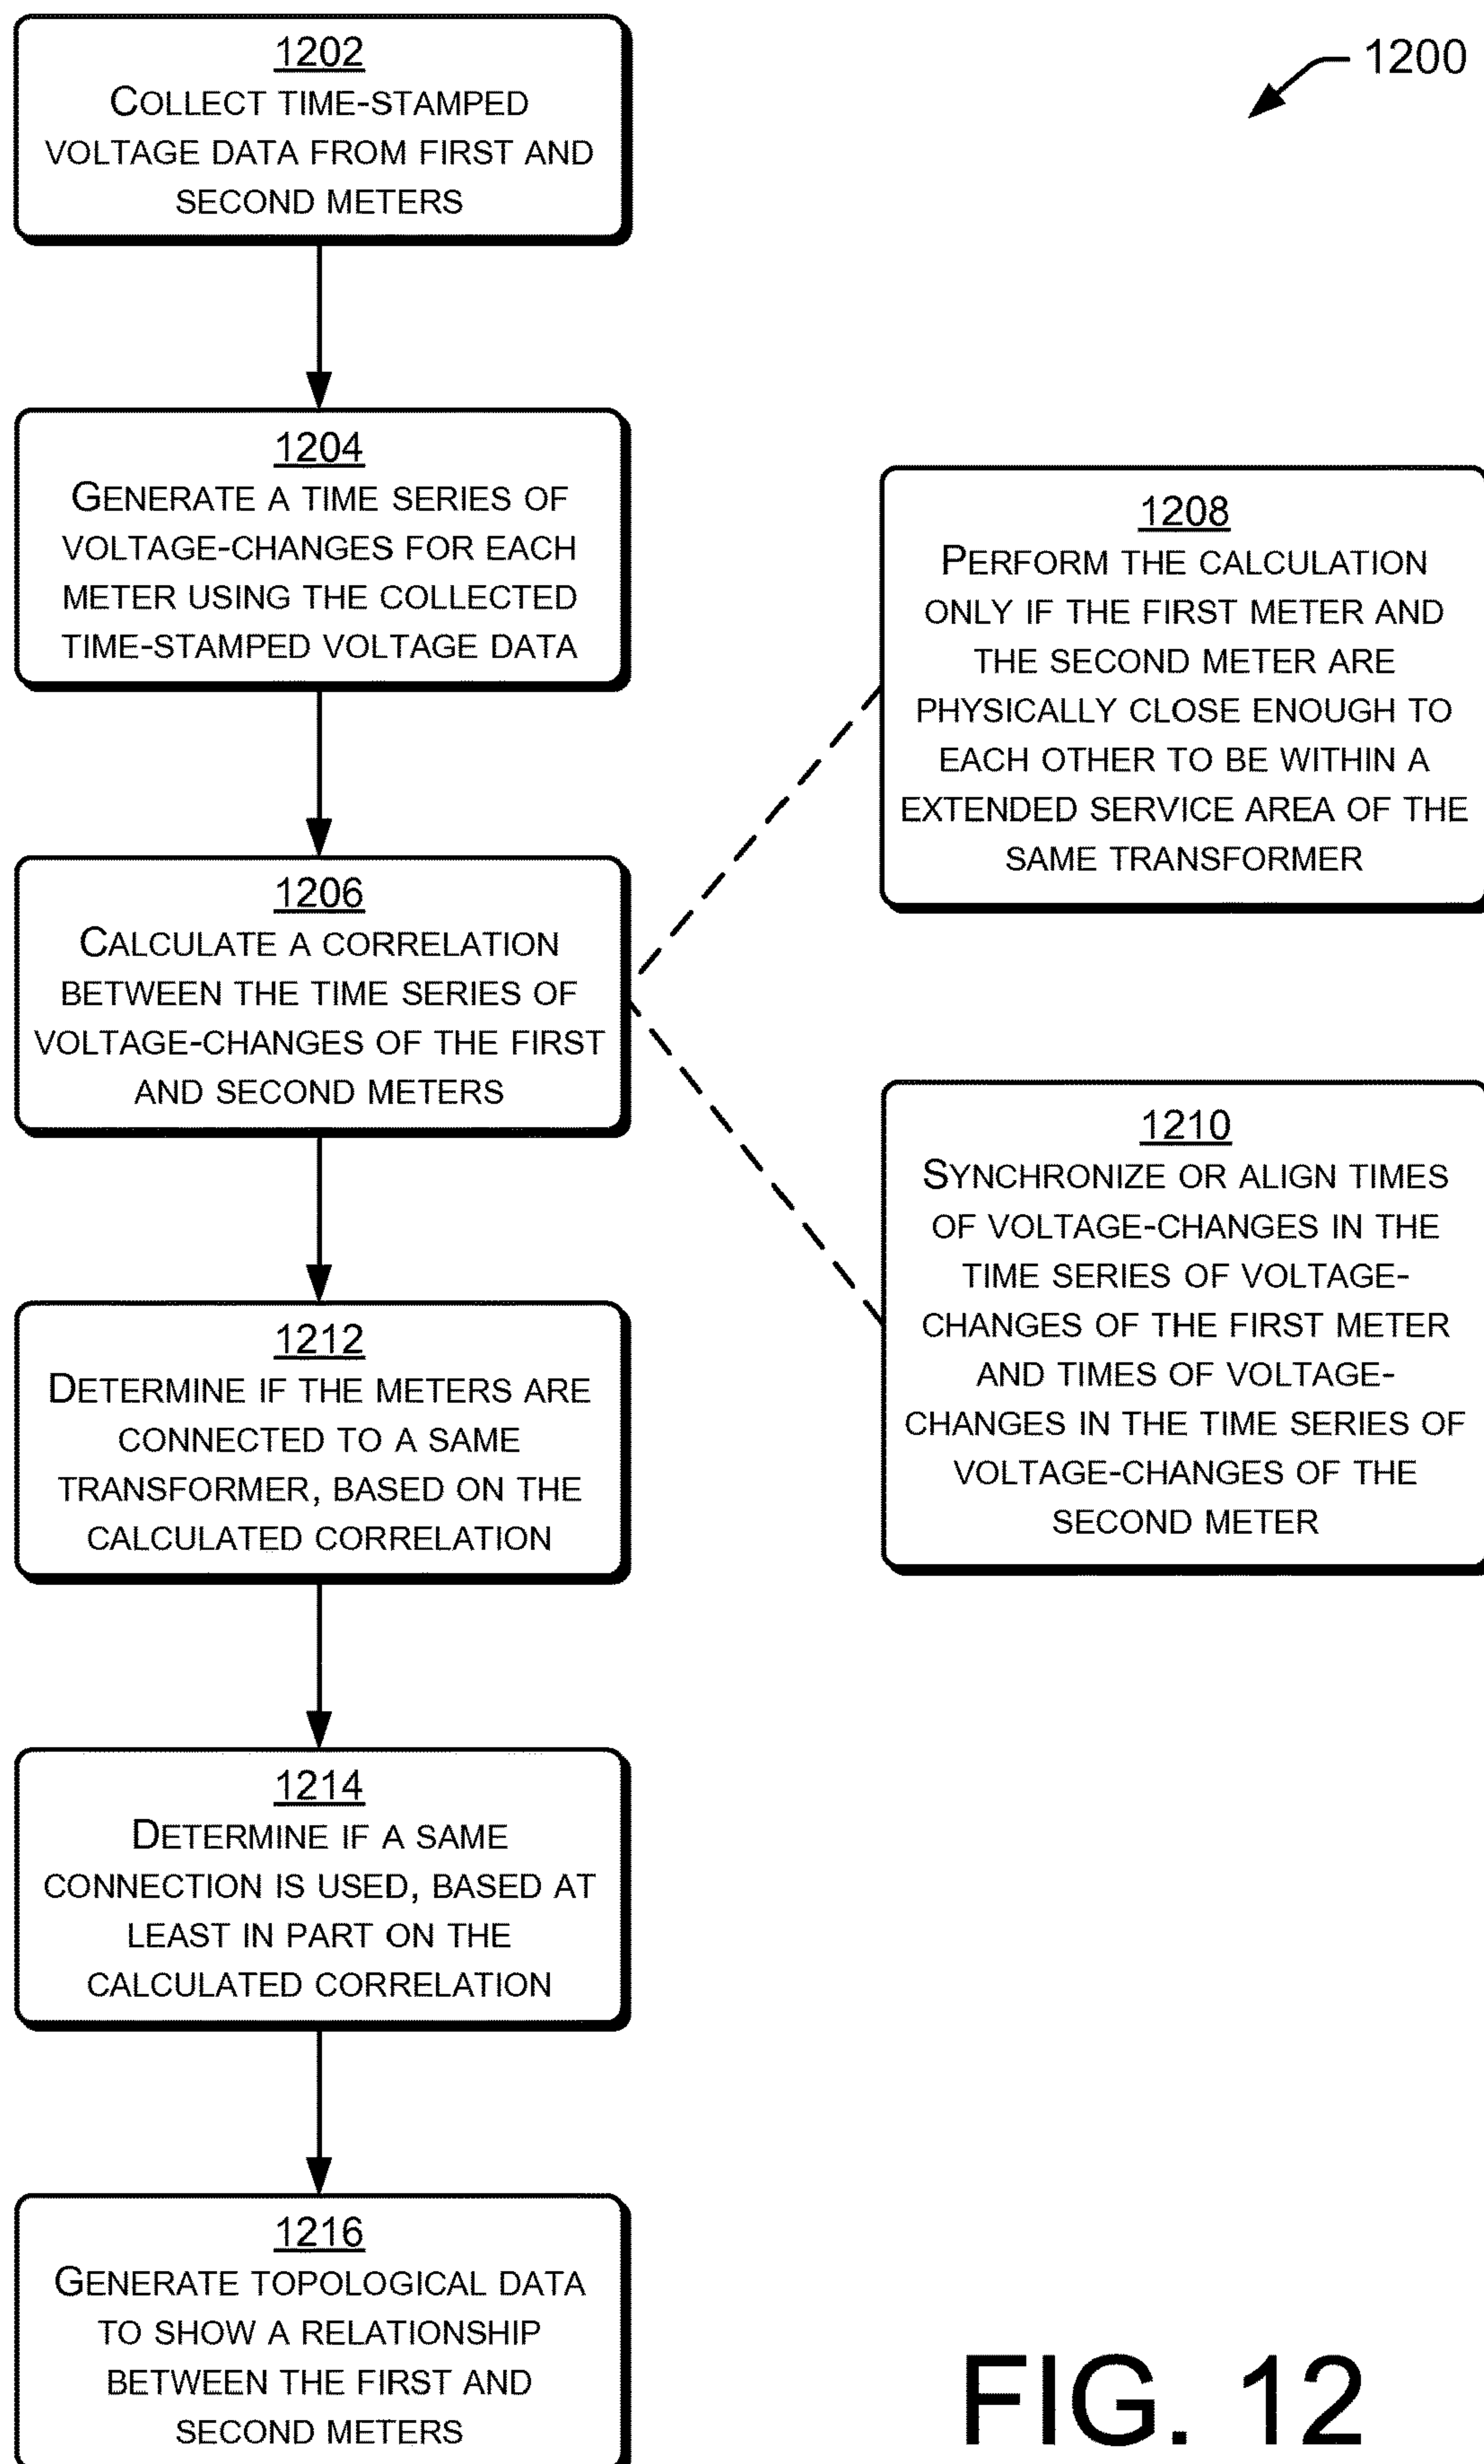 1200
1202
COLLECT TIME-STAMPED
VOLTAGE DATA FROM FIRST AND
SECOND METERS
1204
GENERATE A TIME SERIES OF
VOLTAGE-CHANGES FOR EACH
METER USING THE COLLECTED
TIME-STAMPED VOLTAGE DATA
1206
CALCULATE A CORRELATION
BETWEEN THE TIME SERIES OF
VOLTAGE-CHANGES OF THE FIRST
AND SECOND METERS
1208
PERFORM THE CALCULATION
ONLY IF THE FIRST METER AND
THE SECOND METER ARE
PHYSICALLY CLOSE ENOUGH TO
EACH OTHER TO BE WITHIN A
EXTENDED SERVICE AREA OF THE
SAME TRANSFORMER
1210
SYNCHRONIZE OR ALIGN TIMES
OF VOLTAGE-CHANGES IN THE
TIME SERIES OF VOLTAGE-
CHANGES OF THE FIRST METER
AND TIMES OF VOLTAGE-
CHANGES IN THE TIME SERIES OF
VOLTAGE-CHANGES OF THE
SECOND METER
1212
DETERMINE IF THE METERS ARE
CONNECTED TO A SAME
TRANSFORMER, BASED ON THE
CALCULATED CORRELATION
1214
DETERMINE IF A SAME
CONNECTION IS USED, BASED AT
LEAST IN PART ON THE
CALCULATED CORRELATION
1216
GENERATE TOPOLOGICAL DATA
TO SHOW A RELATIONSHIP
BETWEEN THE FIRST AND
SECOND METERS
FIG. 12